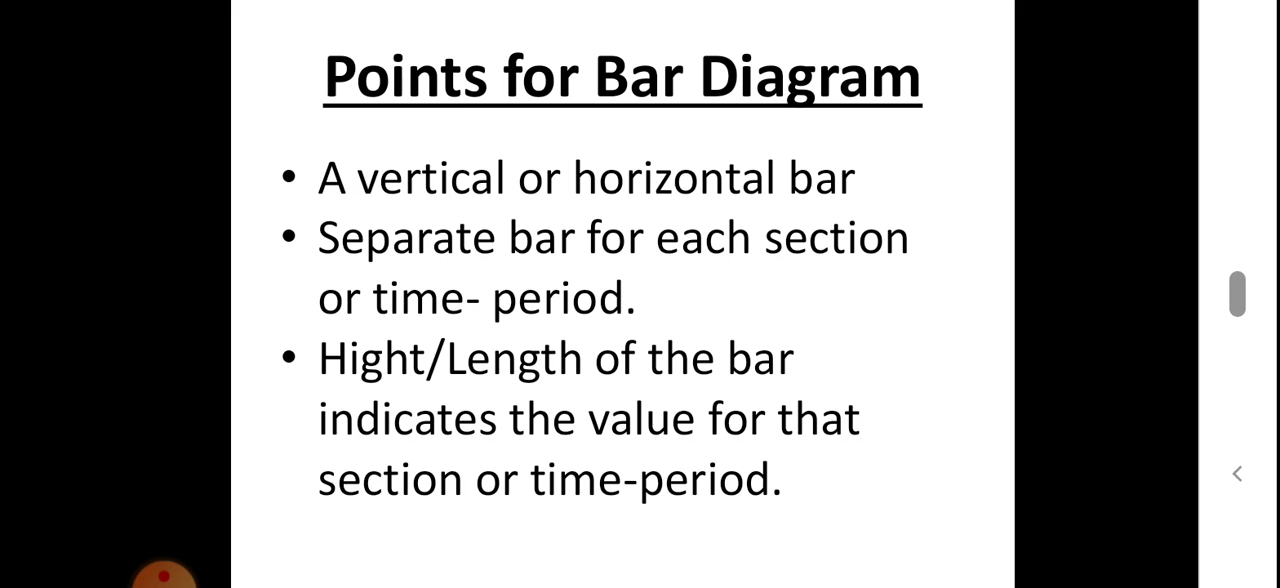 Points for Bar Diagram
• A vertical or horizontal bar
• Separate bar for each section
or time- period.
• Hight/Length of the bar
indicates the value for that
section or time-period.